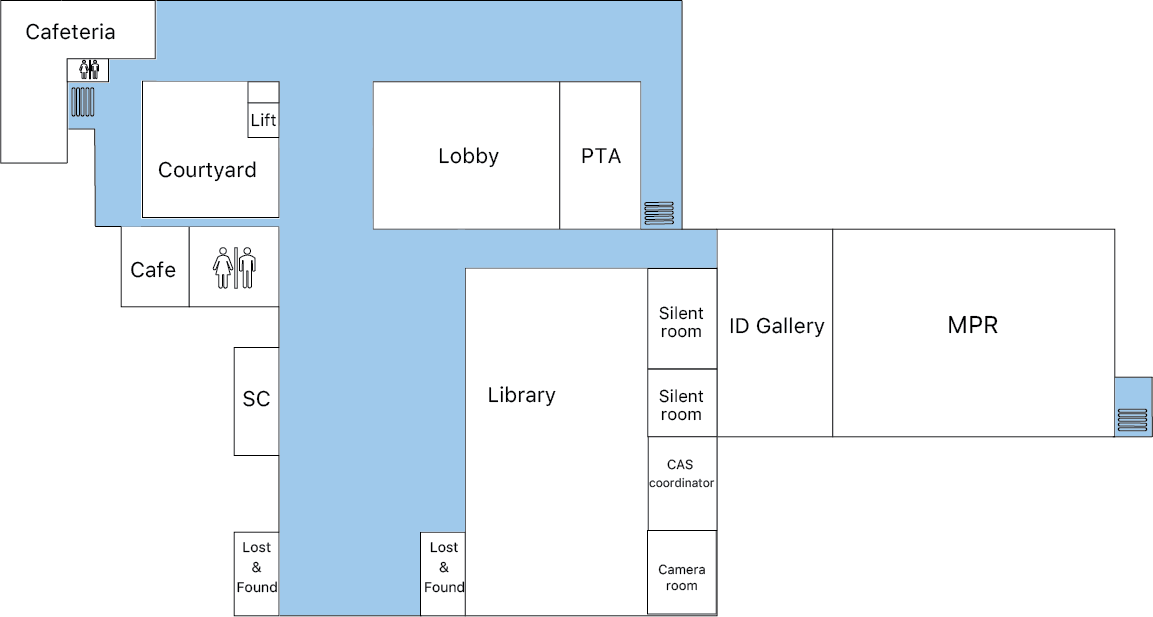 Cafeteria
Lift
Courtyard
Lobby
PTA
Cafe
Silent
room
ID Gallery
MPR
SC
Library
Silent
room
CAS
coordinator
Lost
&
Found
Lost
&
Found
Camera
room